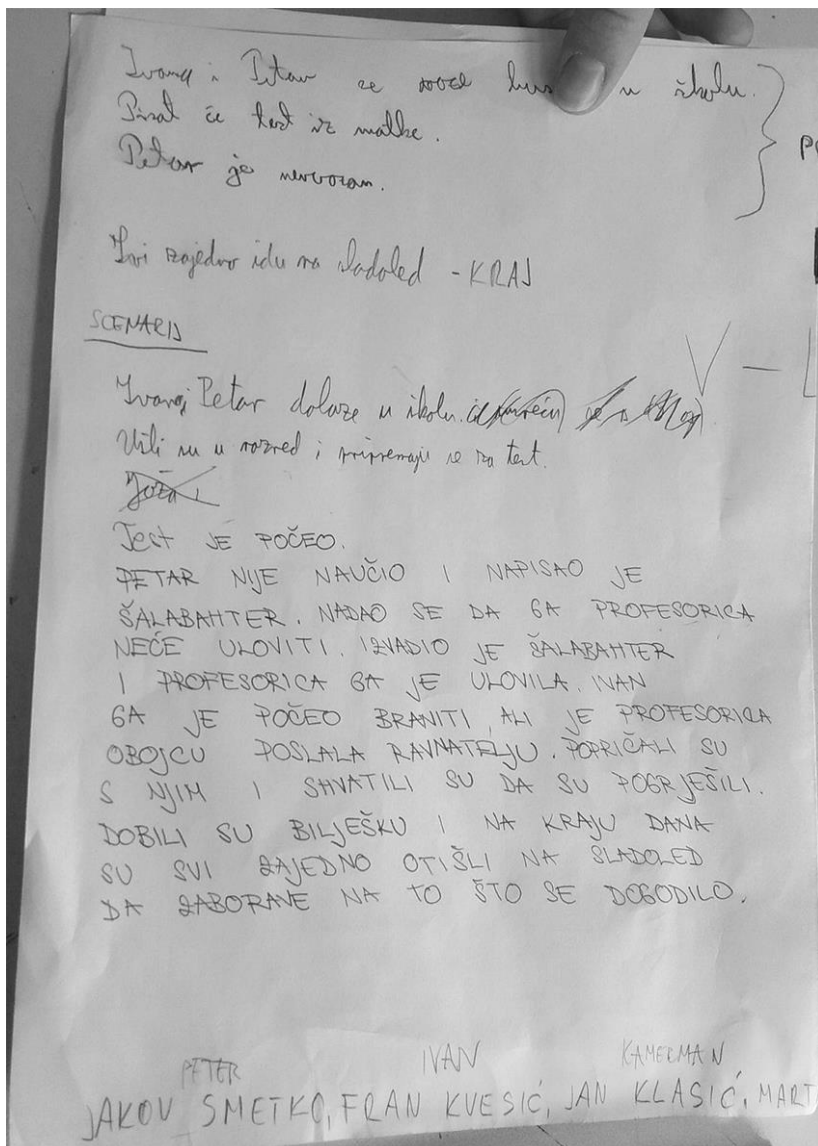 Ivan i Petar se voze bus u školu.
Pisat će test iz matke.
Petar je nervozan.
Svi zajedno idu na sladoled - KRAJ
SCENARIJ
Ivan i Petar dolaze u školu.
Ušli su u razred i pripremaju se za test.
Test JE POČEO.
PETAR NIJE NAUČIO I NAPISAO JE
ŠALABAHTER. NADAO SE DA GA PROFESORICA
NEĆE ULOVITI. IZVADIO JE ŠALABAHTER
I PROFESORICA GA JE ULOVILA. IVAN
GA JE POČEO BRANITI, ALI JE PROFESORICA
OBOJCU POSLALA RAVNATELJU. POPRIČALI SU
S NJIM I SHVATILI SU DA SU POGRJEŠILI.
DOBILI SU BILJEŠKU I NA KRAJU DANA
SU SVI ZAJEDNO OTIŠLI NA SLADOLED
DA ZABORAVE NA TO ŠTO SE DOGODILO.
PETER IVAN KAMERMAN
JAKOV SMETKO, FRAN KVESIĆ, JAN KLASIĆ, MART